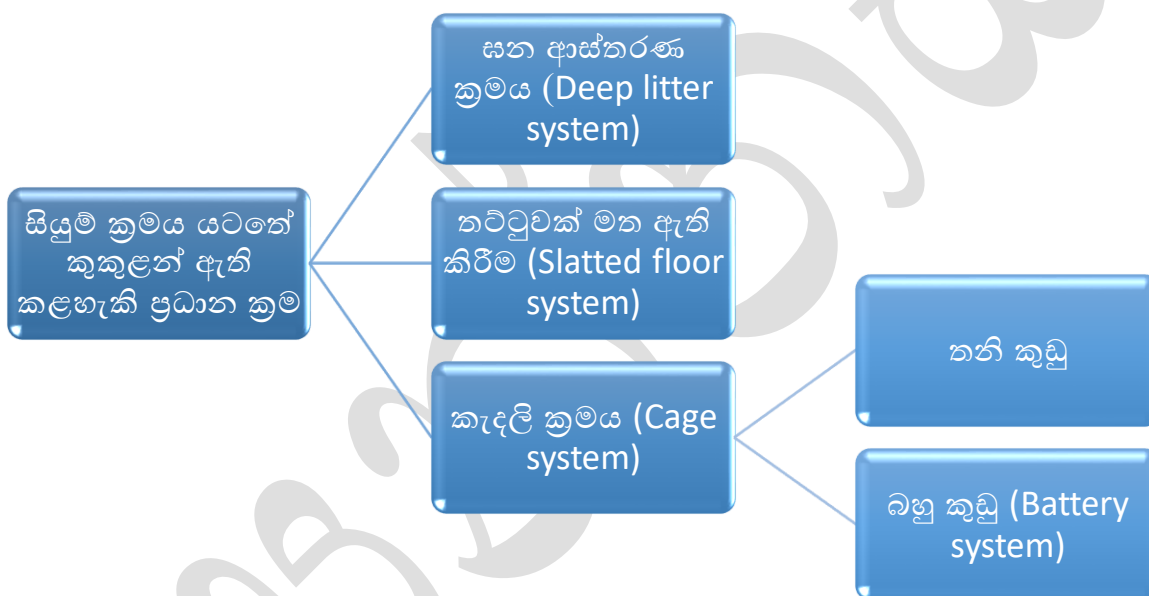 ඝන ආස්තරණ
ක්‍රමය (Deep litter
system)
සියුම් ක්‍රමය යටතේ
කුකුළන් ඇති
කළහැකි ප්‍රධාන ක්‍රම
තට්ටුවක් මත ඇති
කිරීම (Slatted floor
system)
කැදලි ක්‍රමය (Cage
system)
තනි කුඩු
බහු කුඩු (Battery
system)